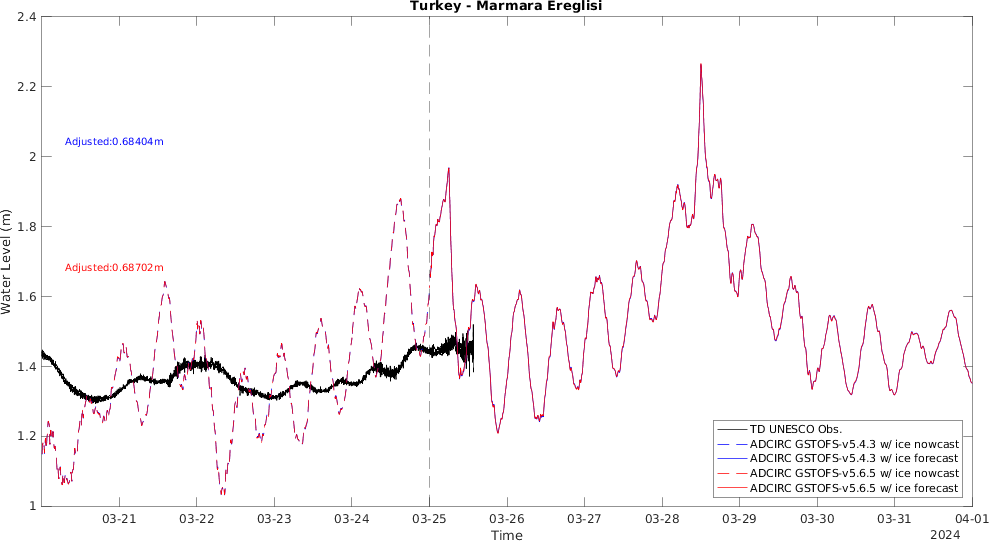 Turkey - Marmara Ereglisi
2.4
2.2
2
1.8
1.6
1.4
1.2
1
Water Level (m)
Adjusted:0.68404m
Adjusted:0.68702m
TD UNESCO Obs.
ADCIRC GSTOFS-v5.4.3 w/ ice nowcast
ADCIRC GSTOFS-v5.4.3 w/ ice forecast
ADCIRC GSTOFS-v5.6.5 w/ ice nowcast
ADCIRC GSTOFS-v5.6.5 w/ ice forecast
03-21 03-22 03-23 03-24 03-25 03-26 03-27 03-28 03-29 03-30 03-31 04-01
Time
2024